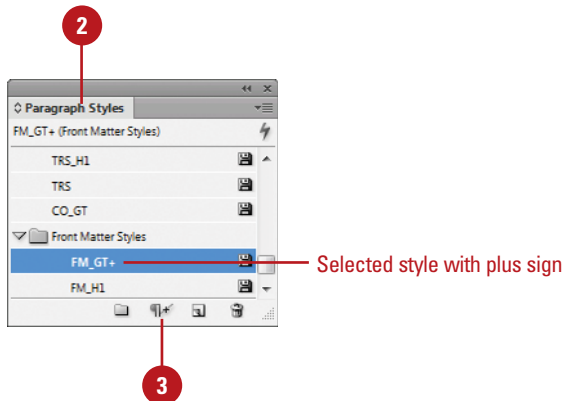 2
Paragraph Styles
FM_GT+ (Front Matter Styles)
TRS_H1
TRS
CO_GT
Front Matter Styles
FM_GT+
Selected style with plus sign
FM_H1
3